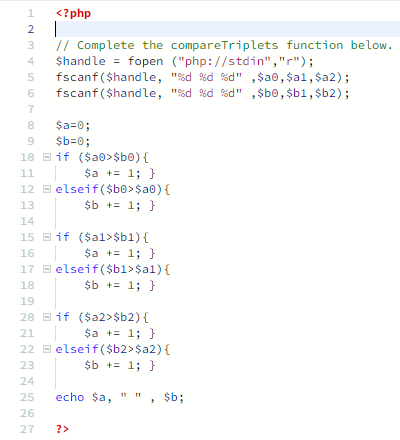 1 <?php
2
3 // Complete the compareTriplets function below.
4 $handle = fopen ("php://stdin","r");
5 fscanf($handle, "%d %d %d" ,$a0,$a1,$a2);
6 fscanf($handle, "%d %d %d" ,$b0,$b1,$b2);
7
8 $a=0;
9 $b=0;
10 if ($a0>$b0){
11 $a += 1; }
12 elseif($b0>$a0){
13 $b += 1; }
14
15 if ($a1>$b1){
16 $a += 1; }
17 elseif($b1>$a1){
18 $b += 1; }
19
20 if ($a2>$b2){
21 $a += 1; }
22 elseif($b2>$a2){
23 $b += 1; }
24
25 echo $a, " " , $b;
26
27 ?>